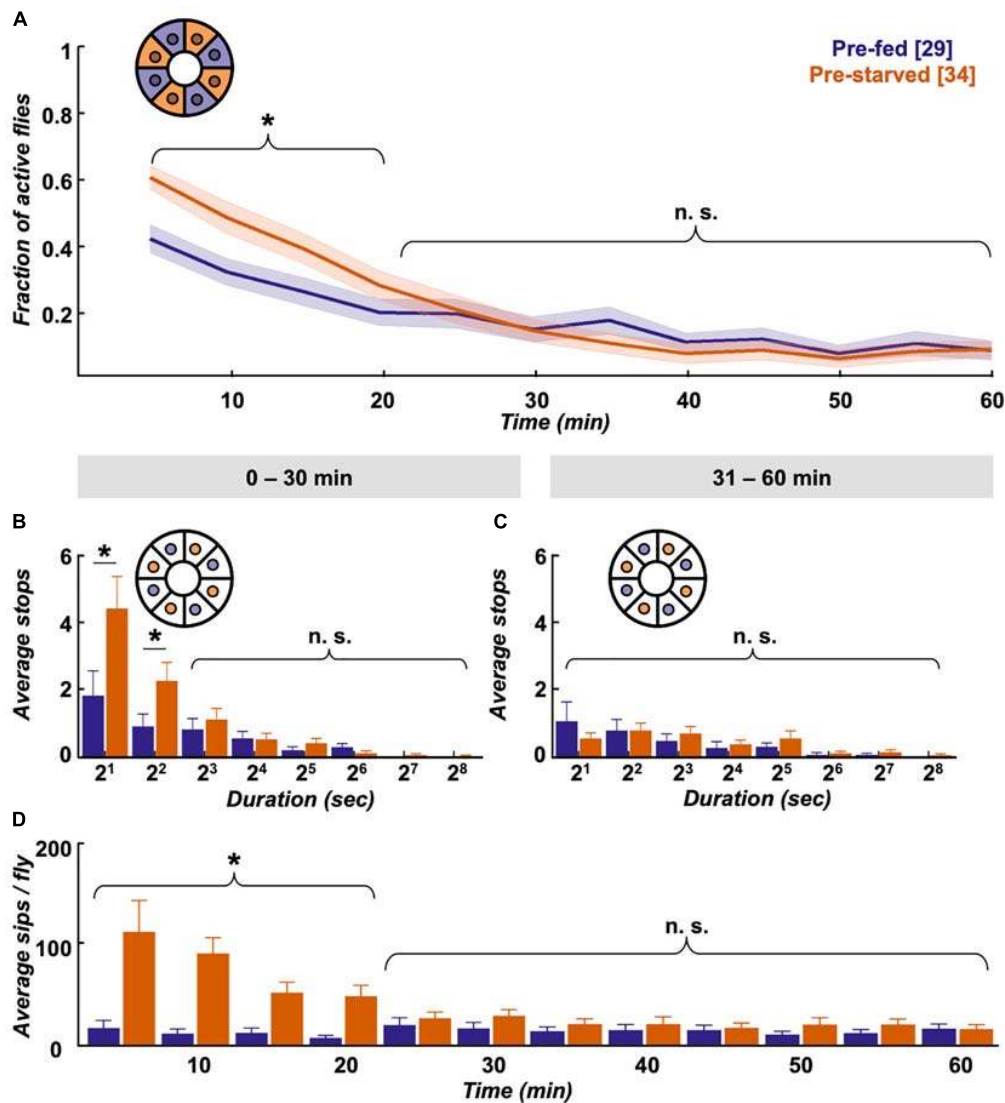 A
Pre-fed [29]
Pre-starved [34]
1
0.8
0.6
0.4
0.2
Fraction of active flies
*
n. s.
10 20 30 40 50 60
Time (min)
0 – 30 min
31 – 60 min
B
6
4
2
0
Average stops
*
*
n. s.
2¹ 2² 2³ 2⁴ 2⁵ 2⁶ 2⁷ 2⁸
Duration (sec)
C
6
4
2
0
Average stops
n. s.
2¹ 2² 2³ 2⁴ 2⁵ 2⁶ 2⁷ 2⁸
Duration (sec)
D
200
100
0
Average sips / fly
*
n. s.
10 20 30 40 50 60
Time (min)